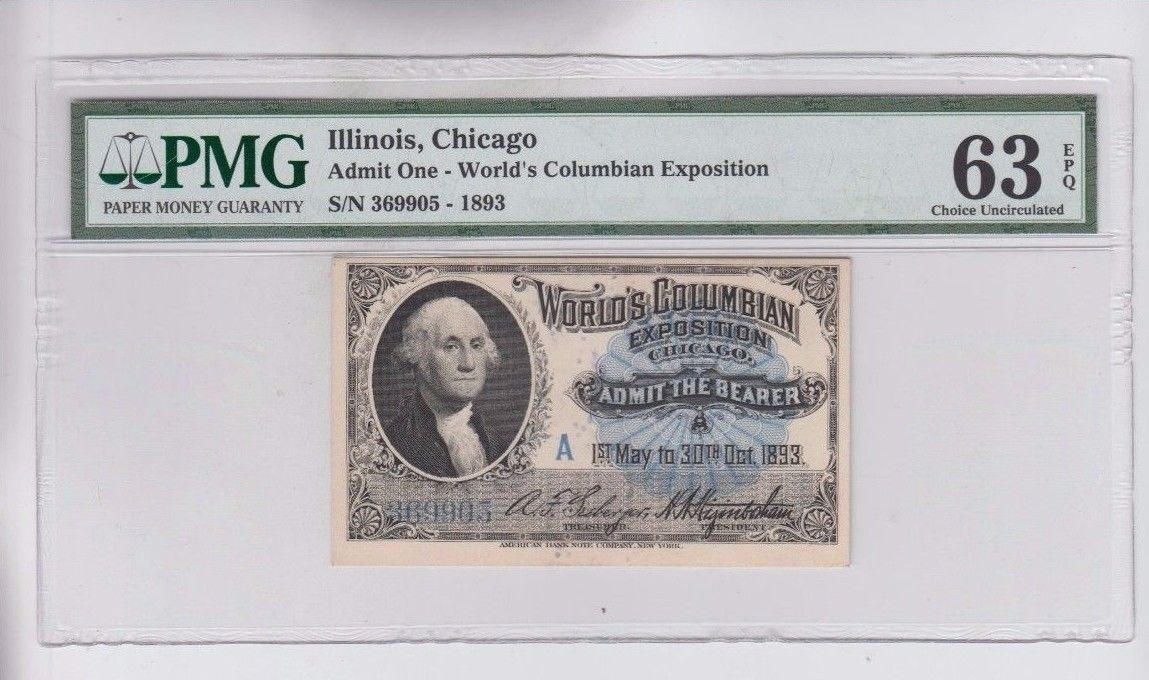 PMG
PAPER MONEY GUARANTY
Illinois, Chicago
Admit One - World's Columbian Exposition
S/N 369905 - 1893
63
EPQ
Choice Uncirculated
WORLD'S COLUMBIAN
EXPOSITION
CHICAGO.
ADMIT THE BEARER
A
A 1ST May to 30TH Oct. 1893.
369905 A. F. Seeberger, H N Higinbotham
TREASURER. PRESIDENT
AMERICAN BANK NOTE COMPANY, NEW YORK.